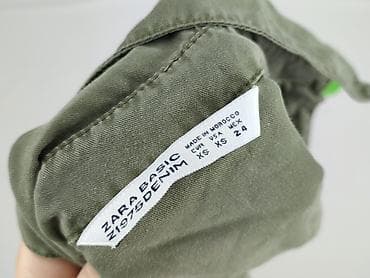 ZARA BASIC
Z1975DENIM
MADE IN MOROCCO
EUR USA MEX
XS XS 24